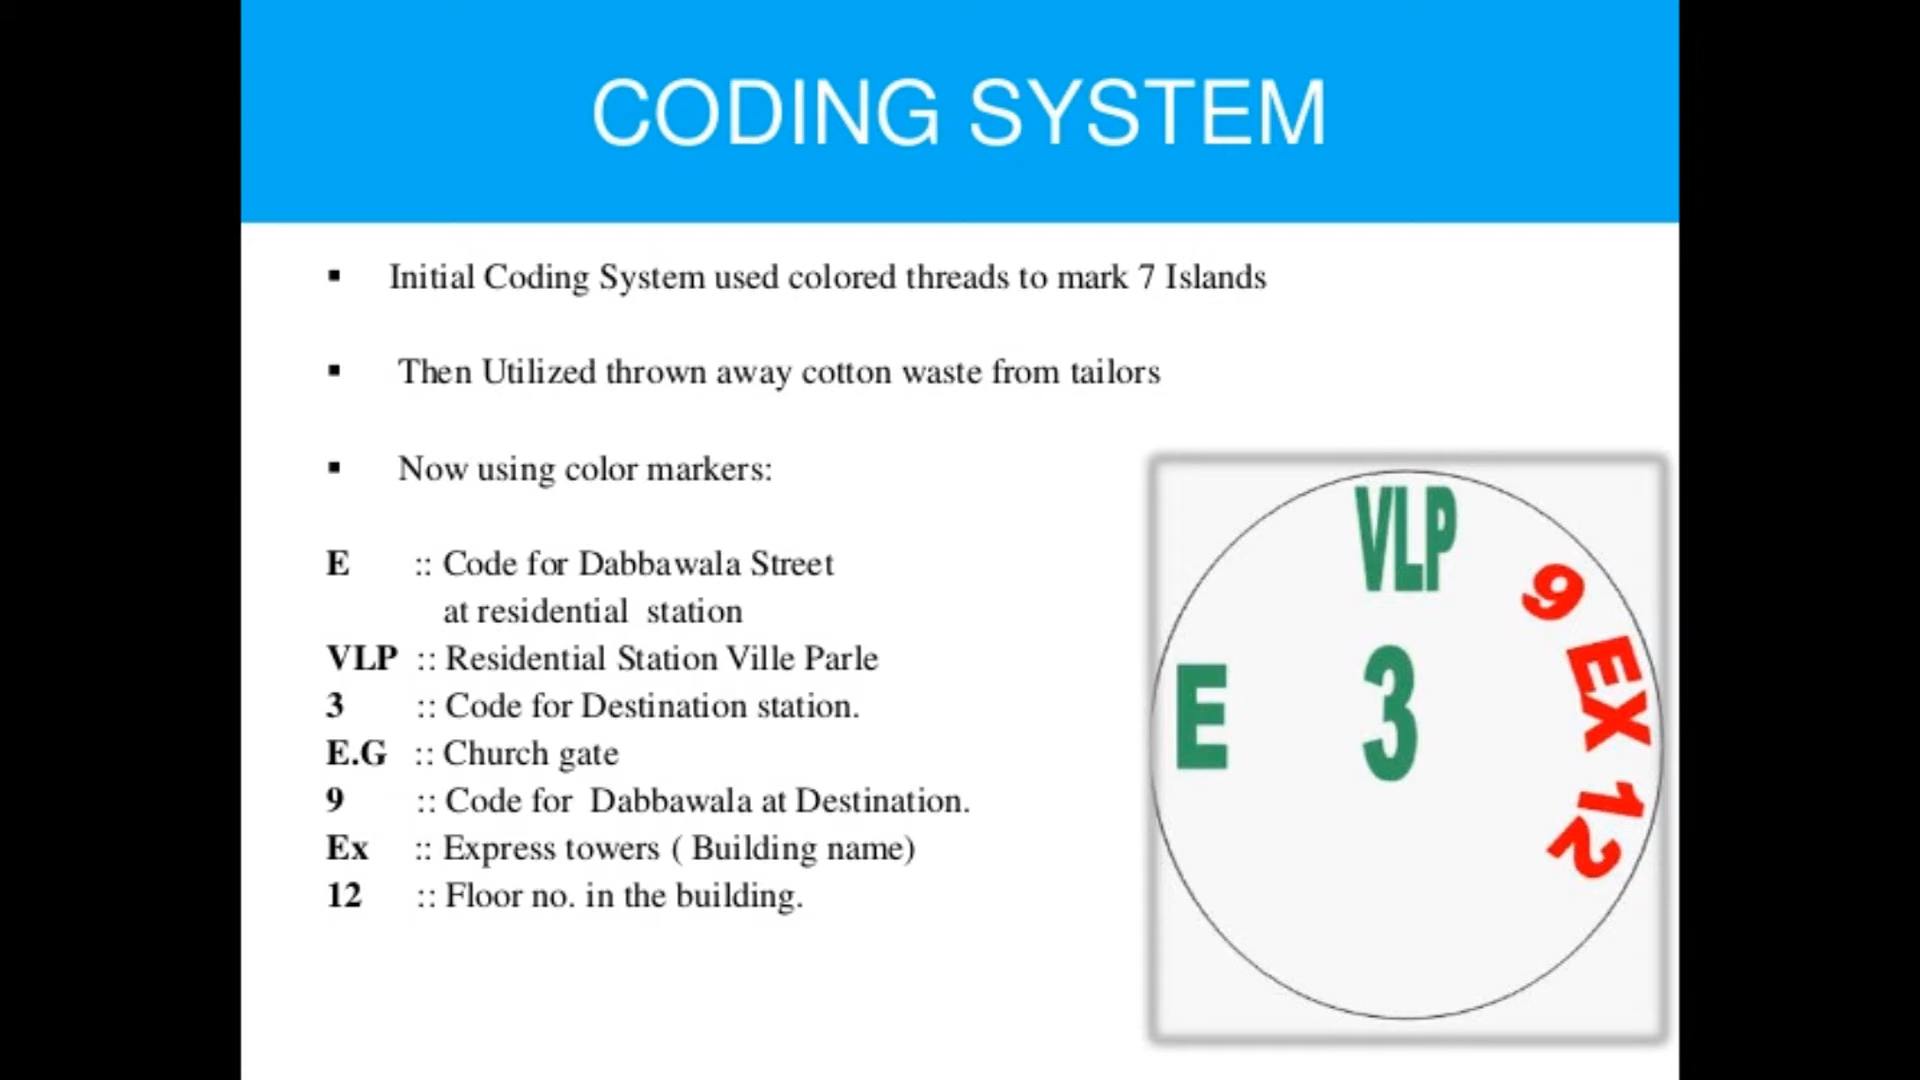 CODING SYSTEM
▪ Initial Coding System used colored threads to mark 7 Islands
▪ Then Utilized thrown away cotton waste from tailors
▪ Now using color markers:
E :: Code for Dabbawala Street
at residential station
VLP :: Residential Station Ville Parle
3 :: Code for Destination station.
E.G :: Church gate
9 :: Code for Dabbawala at Destination.
Ex :: Express towers ( Building name)
12 :: Floor no. in the building.
VLP
E
3
9 EX 12